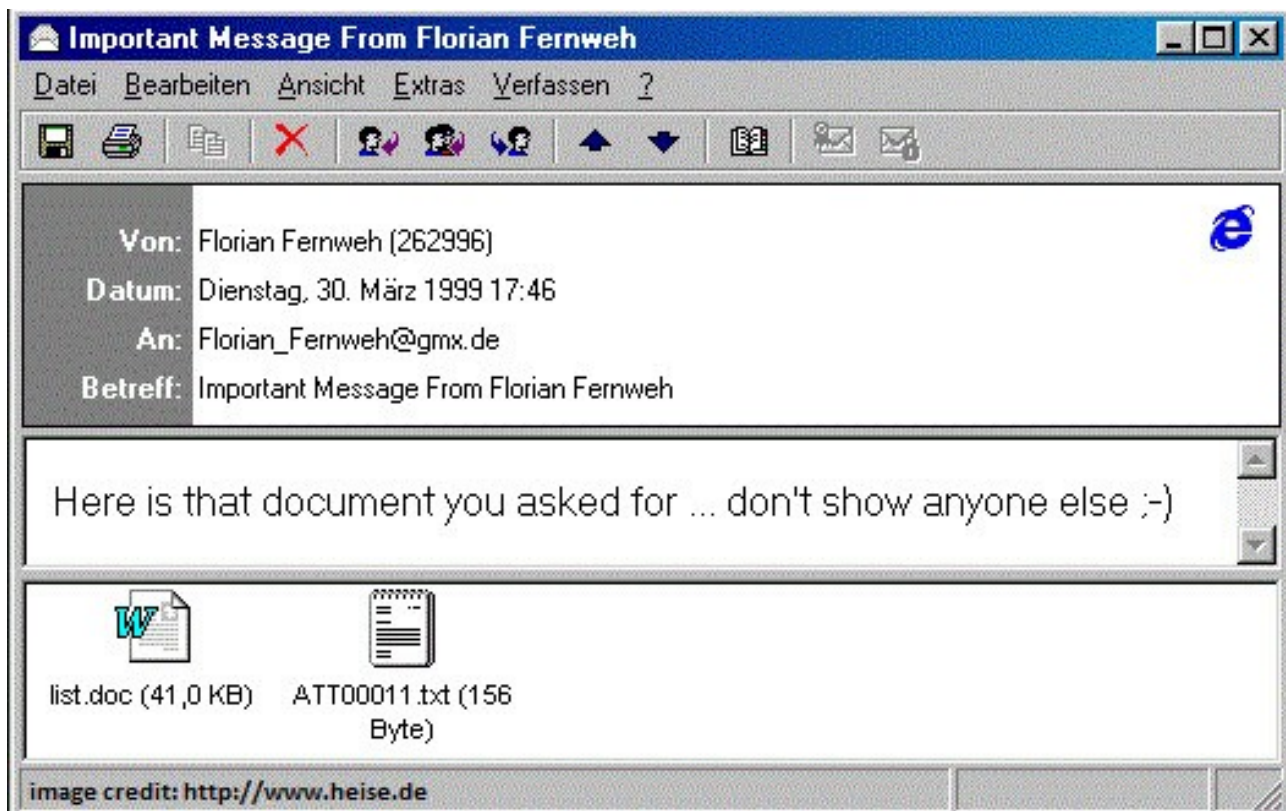 Important Message From Florian Fernweh
Datei Bearbeiten Ansicht Extras Verfassen ?
Von: Florian Fernweh (262996)
Datum: Dienstag, 30. März 1999 17:46
An: Florian_Fernweh@gmx.de
Betreff: Important Message From Florian Fernweh
Here is that document you asked for ... don't show anyone else ;-)
list.doc (41,0 KB) ATT00011.txt (156
Byte)
image credit: http://www.heise.de